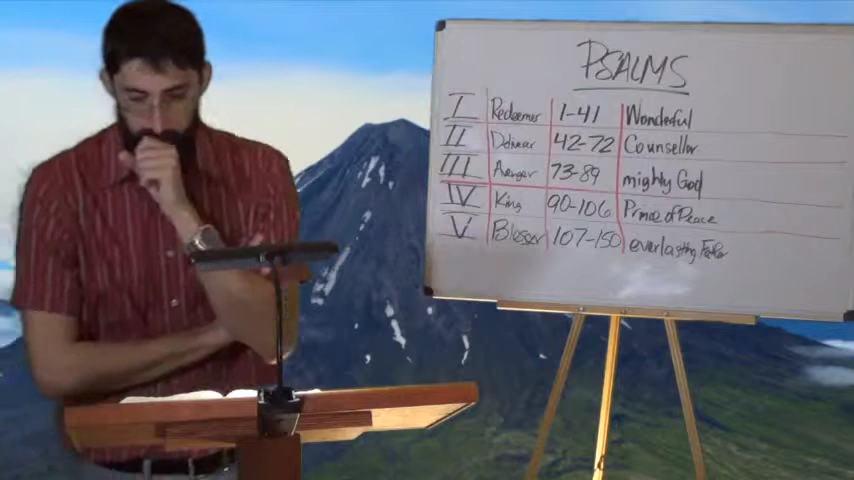 PSALMS
I Redeemer 1-41 Wonderful
II Deliverer 42-72 Counsellor
III Avenger 73-89 mighty God
IV King 90-106 Prince of Peace
V Blesser 107-150 everlasting Father